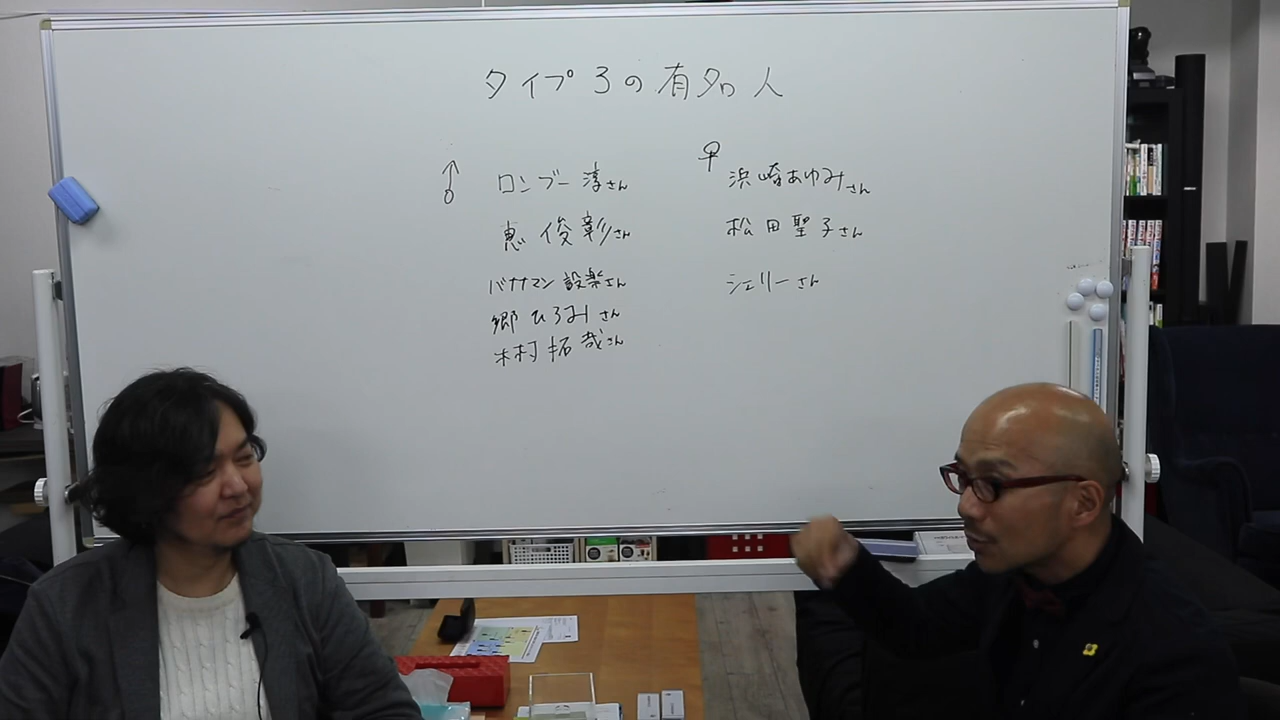 タイプ3の有名人
♂
ロンブー淳さん
恵俊彰さん
バナナマン設楽さん
郷ひろみさん
木村拓哉さん
♀
浜崎あゆみさん
松田聖子さん
シェリーさん